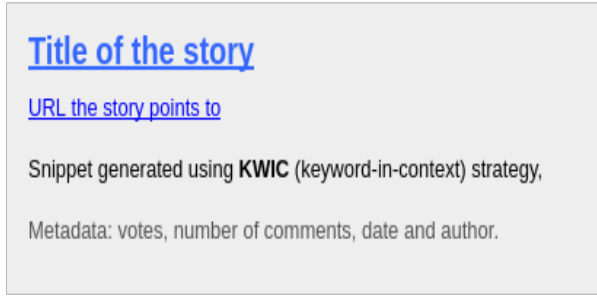 Title of the story
URL the story points to
Snippet generated using KWIC (keyword-in-context) strategy,
Metadata: votes, number of comments, date and author.